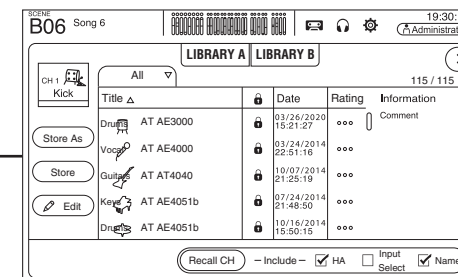 SCENE
B06 Song 6
19:30:
Administrat
LIBRARY A LIBRARY B
CH 1
Kick
All
115 / 115
Title Date Rating Information
Comment
Drums AT AE3000 03/26/2020 15:21:27
Vocal AT AE4000 03/24/2014 22:51:16
Guitars AT AT4040 10/07/2014 21:25:19
Keys AT AE4051b 07/24/2014 21:48:50
Drums AT AE4051b 10/16/2014 15:50:15
Store As
Store
Edit
Recall CH – Include – HA Input Select Name